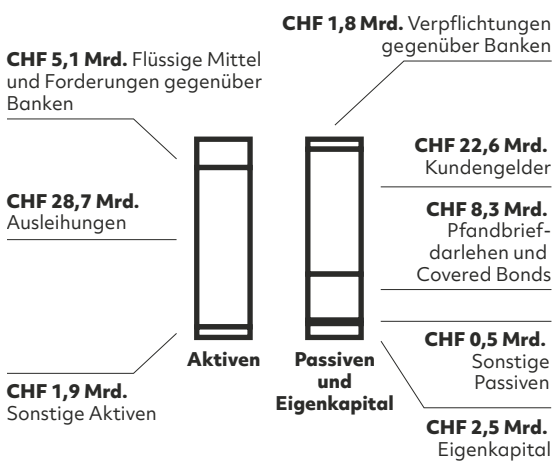 CHF 5,1 Mrd. Flüssige Mittel
und Forderungen gegenüber
Banken
CHF 28,7 Mrd.
Ausleihungen
CHF 1,9 Mrd.
Sonstige Aktiven
Aktiven
Passiven
und
Eigenkapital
CHF 1,8 Mrd. Verpflichtungen
gegenüber Banken
CHF 22,6 Mrd.
Kundengelder
CHF 8,3 Mrd.
Pfandbrief-
darlehen und
Covered Bonds
CHF 0,5 Mrd.
Sonstige
Passiven
CHF 2,5 Mrd.
Eigenkapital